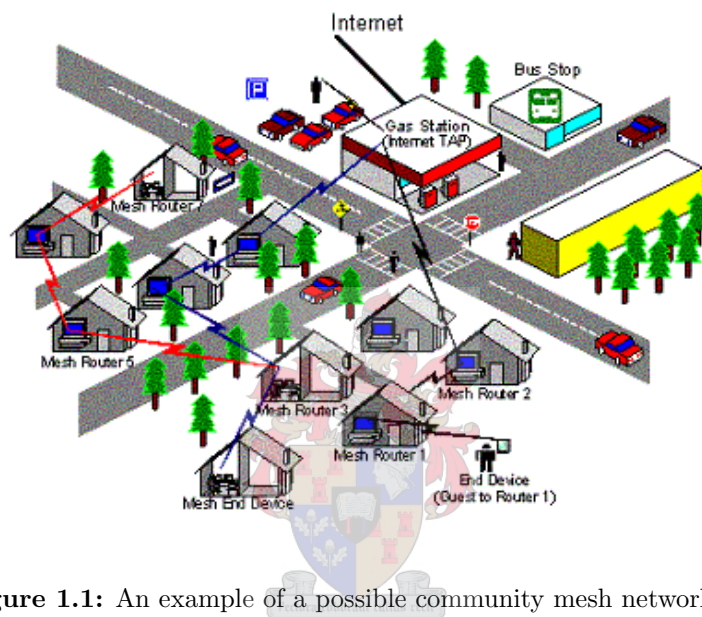 Internet
Bus Stop
P
Gas Station
(Internet TAP)
Mesh Router 7
Mesh Router 5
Mesh Router 3
Mesh Router 2
Mesh Router 1
Mesh End Device
End Device
(Guest to Router 1)
gure 1.1: An example of a possible community mesh network